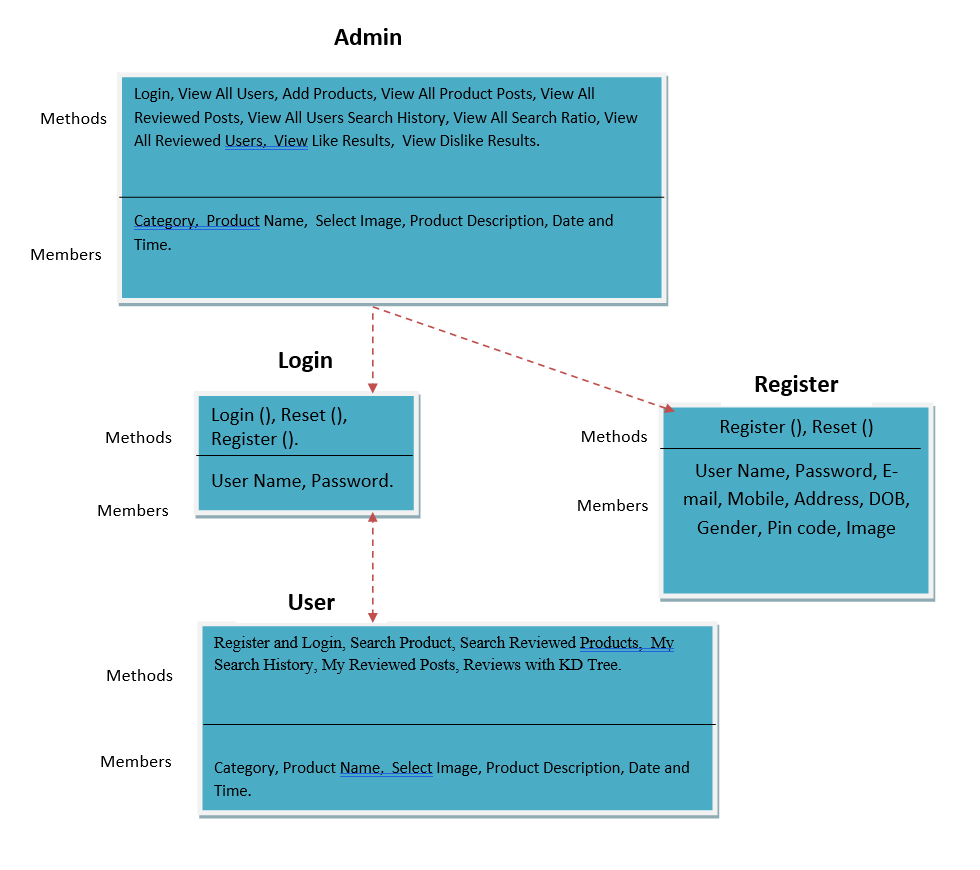 Admin
Methods
Login, View All Users, Add Products, View All Product Posts, View All
Reviewed Posts, View All Users Search History, View All Search Ratio, View
All Reviewed Users,  View Like Results,  View Dislike Results.
Members
Category,  Product Name,  Select Image, Product Description, Date and
Time.
Login
Methods
Login (), Reset (),
Register ().
Members
User Name, Password.
Register
Methods
Register (), Reset ()
Members
User Name, Password, E-
mail, Mobile, Address, DOB,
Gender, Pin code, Image
User
Methods
Register and Login, Search Product, Search Reviewed Products,  My
Search History, My Reviewed Posts, Reviews with KD Tree.
Members
Category, Product Name,  Select Image, Product Description, Date and
Time.